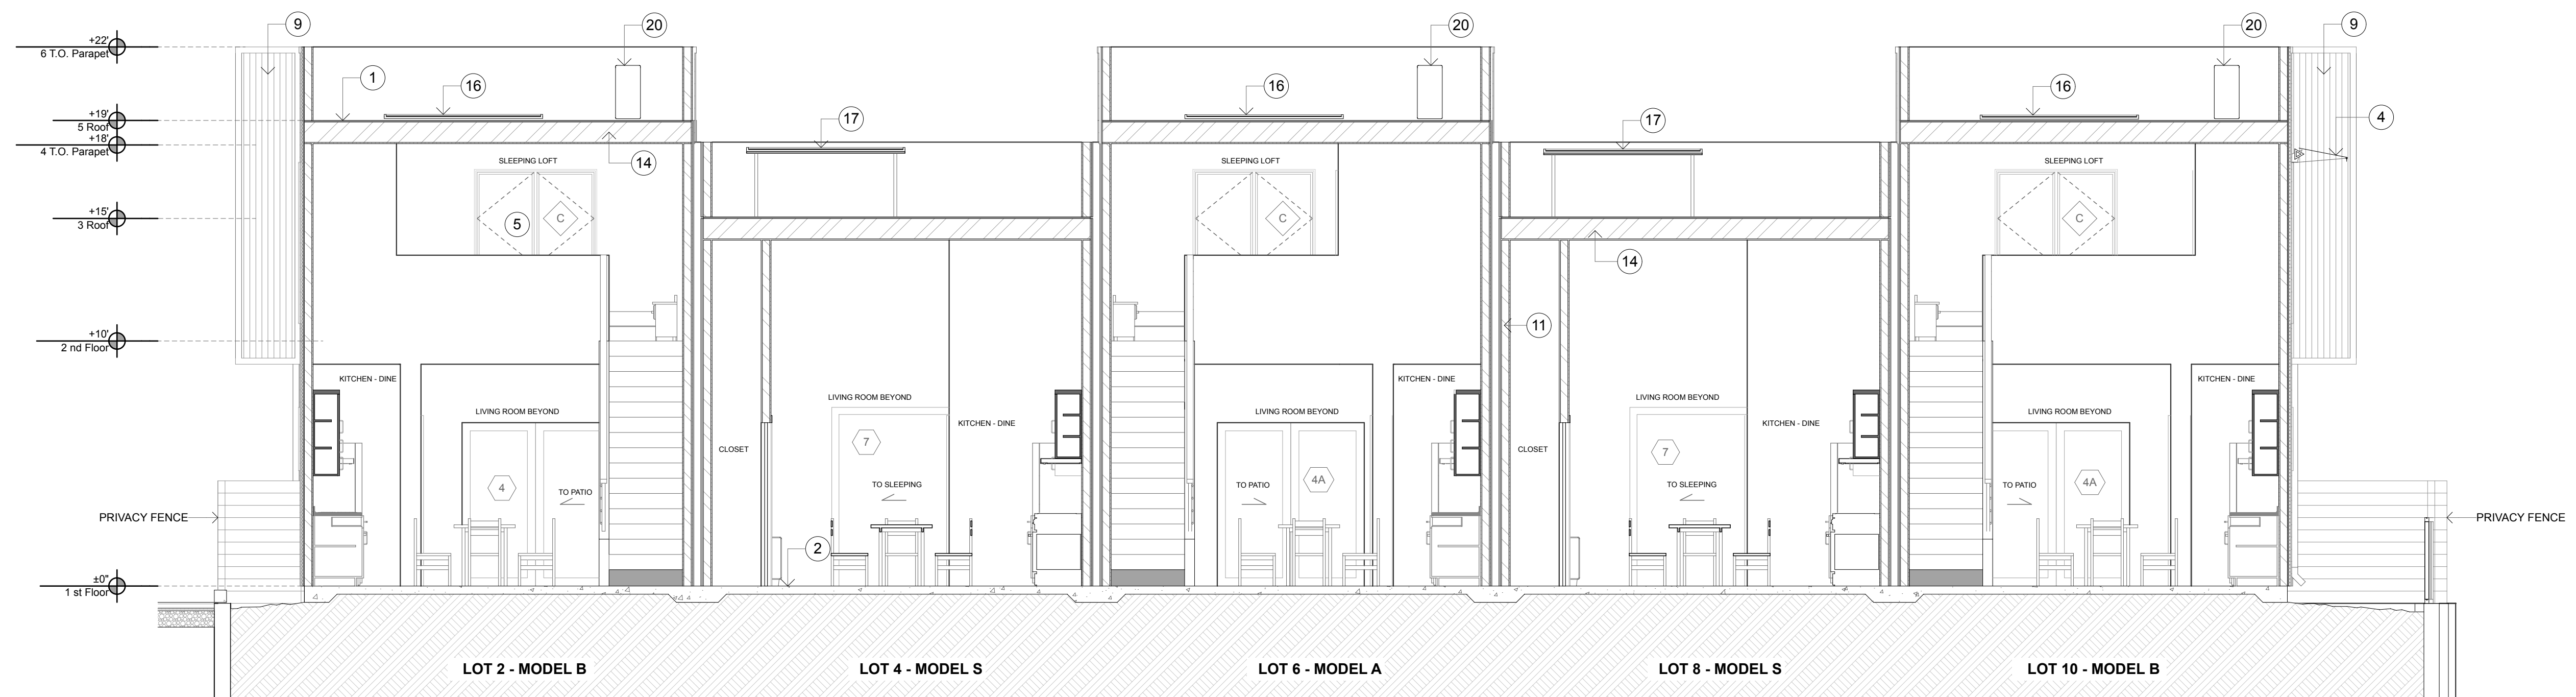 9
20
20
20
9
+22'
6 T.O. Parapet
1
16
16
16
17
17
4
+19'
5 Roof
+18'
4 T.O. Parapet
14
SLEEPING LOFT
SLEEPING LOFT
SLEEPING LOFT
5
C
C
C
+15'
3 Roof
14
11
+10'
2 nd Floor
KITCHEN - DINE
KITCHEN - DINE
KITCHEN - DINE
LIVING ROOM BEYOND
LIVING ROOM BEYOND
LIVING ROOM BEYOND
LIVING ROOM BEYOND
LIVING ROOM BEYOND
KITCHEN - DINE
KITCHEN - DINE
7
7
CLOSET
CLOSET
4
TO PATIO
TO SLEEPING
TO PATIO
4A
TO SLEEPING
TO PATIO
4A
PRIVACY FENCE
PRIVACY FENCE
2
±0"
1 st Floor
LOT 2 - MODEL B
LOT 4 - MODEL S
LOT 6 - MODEL A
LOT 8 - MODEL S
LOT 10 - MODEL B